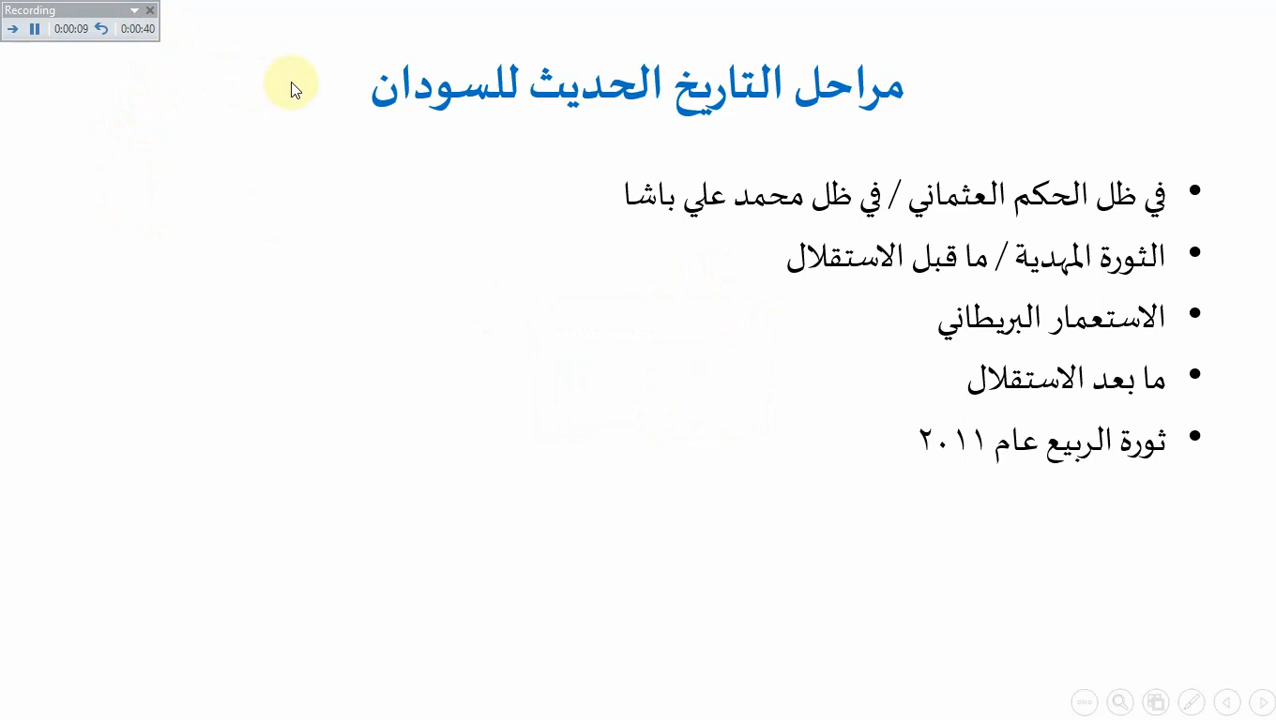 Recording
0:00:09 0:00:40
مراحل التاريخ الحديث للسودان
• في ظل الحكم العثماني / في ظل محمد علي باشا
• الثورة المهدية / ما قبل الاستقلال
• الاستعمار البريطاني
• ما بعد الاستقلال
• ثورة الربيع عام ٢٠١١